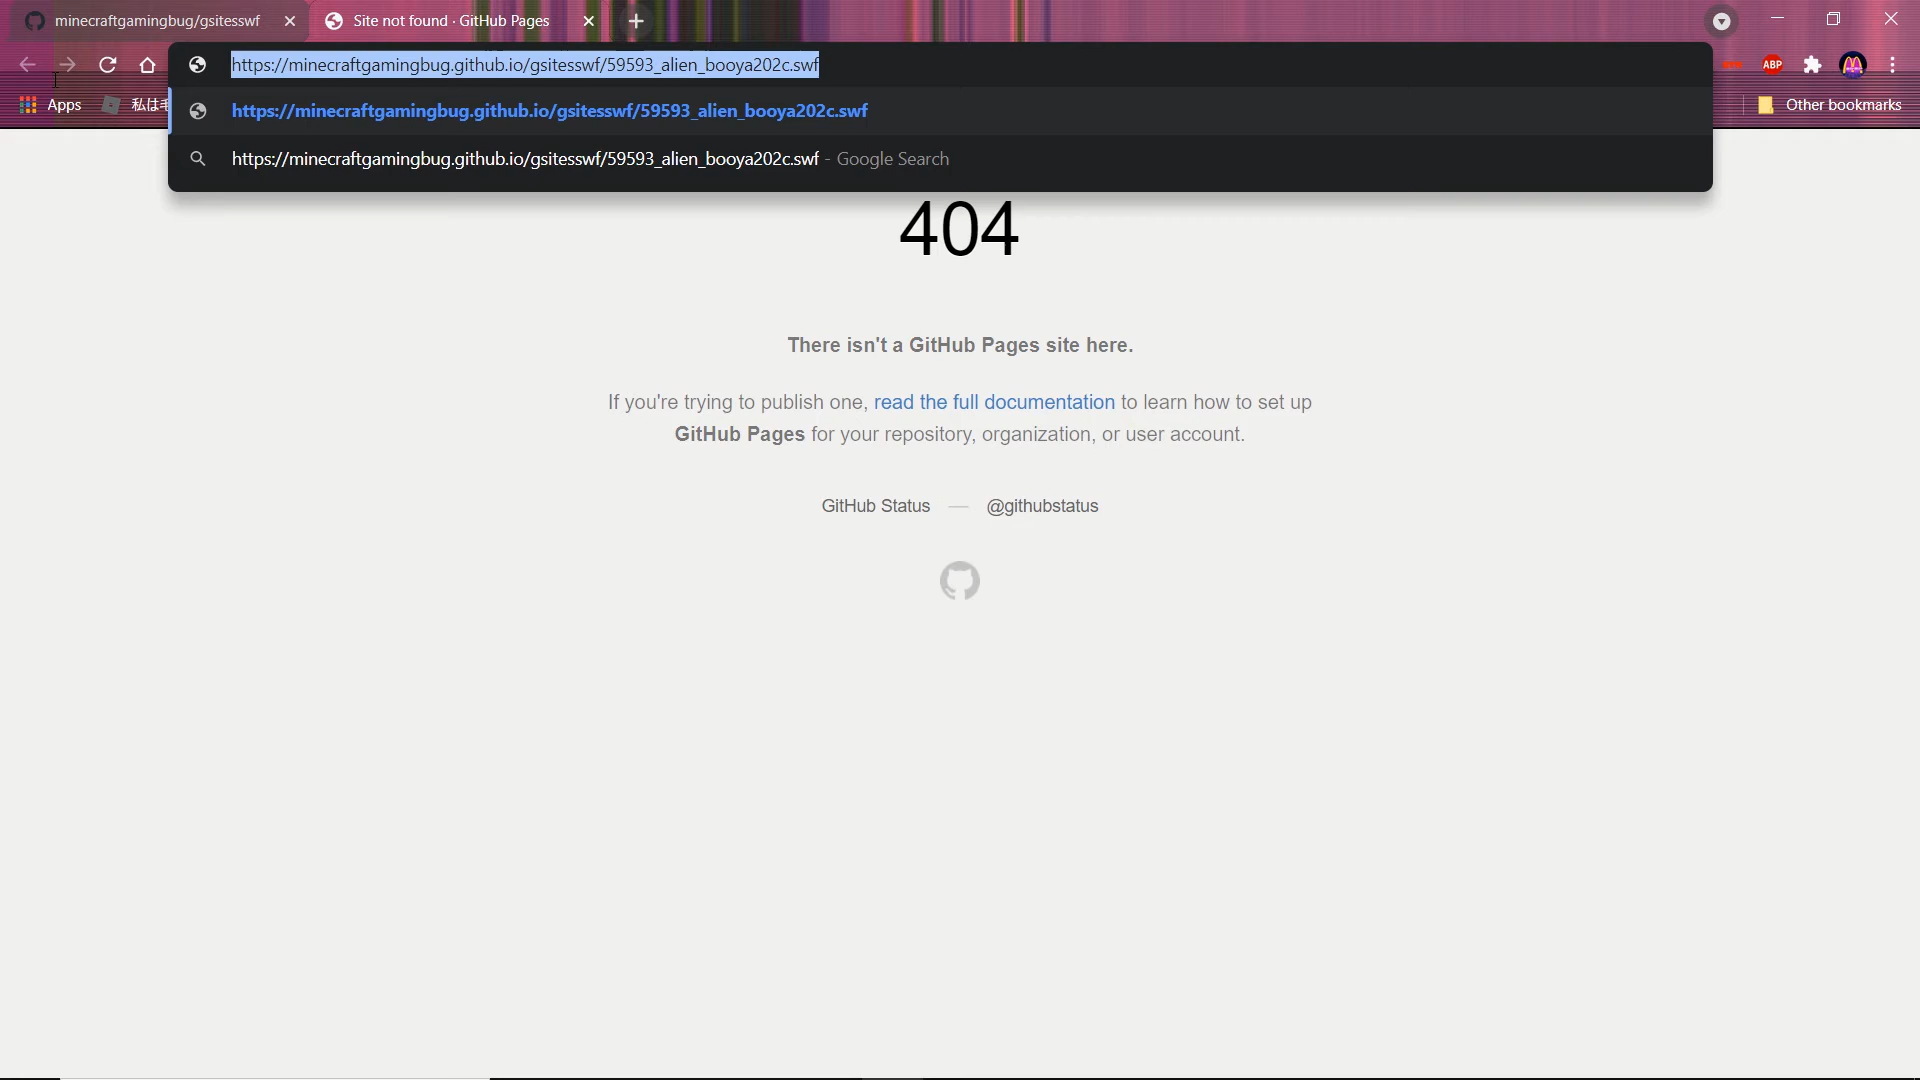 minecraftgamingbug/gsitesswf
Site not found · GitHub Pages
https://minecraftgamingbug.github.io/gsitesswf/59593_alien_booya202c.swf
ABP
Apps
私は毛
https://minecraftgamingbug.github.io/gsitesswf/59593_alien_booya202c.swf
Other bookmarks
https://minecraftgamingbug.github.io/gsitesswf/59593_alien_booya202c.swf - Google Search
404
There isn't a GitHub Pages site here.
If you're trying to publish one, read the full documentation to learn how to set up
GitHub Pages for your repository, organization, or user account.
GitHub Status — @githubstatus